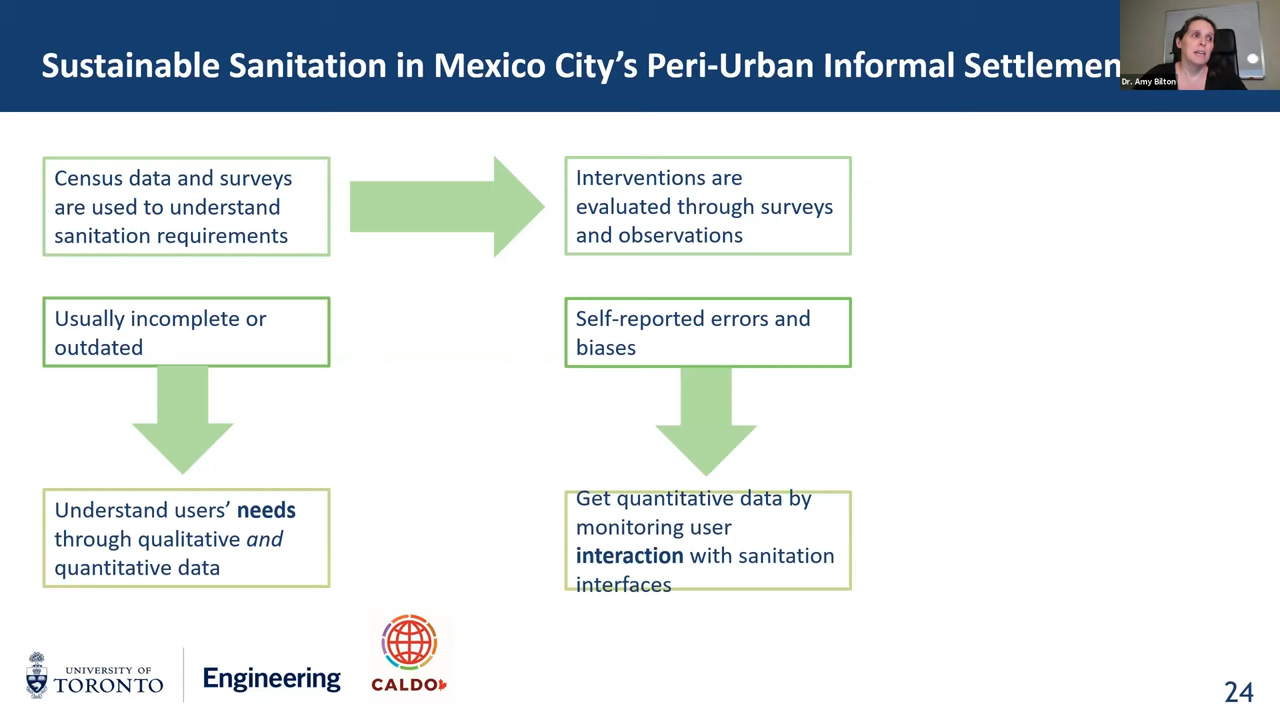 Sustainable Sanitation in Mexico City's Peri-Urban Informal
Dr. Amy Bilton
Census data and surveys
are used to understand
sanitation requirements
Interventions are
evaluated through surveys
and observations
Usually incomplete or
outdated
Self-reported errors and
biases
Understand users' needs
through qualitative and
quantitative data
Get quantitative data by
monitoring user
interaction with sanitation
interfaces
UNIVERSITY OF
TORONTO
Engineering
CALDO
24